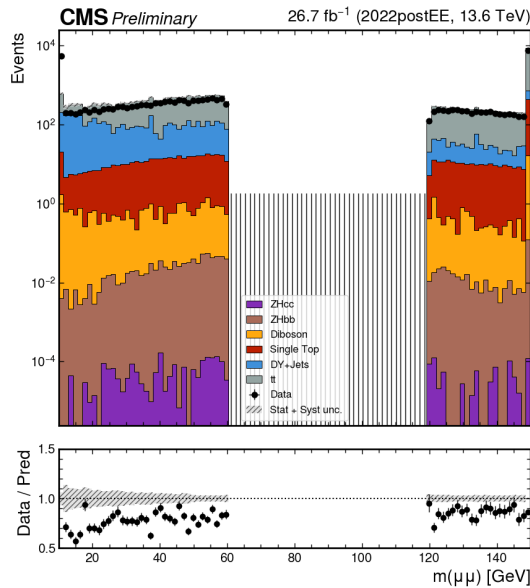 CMS Preliminary 26.7 fb⁻¹ (2022postEE, 13.6 TeV)
Events
10⁴
10²
10⁰
10⁻²
10⁻⁴
ZHcc
ZHbb
Diboson
Single Top
DY+Jets
tt
Data
Stat + Syst unc.
Data / Pred
1.5
1.0
0.5
20 40 60 80 100 120 140
m(μμ) [GeV]